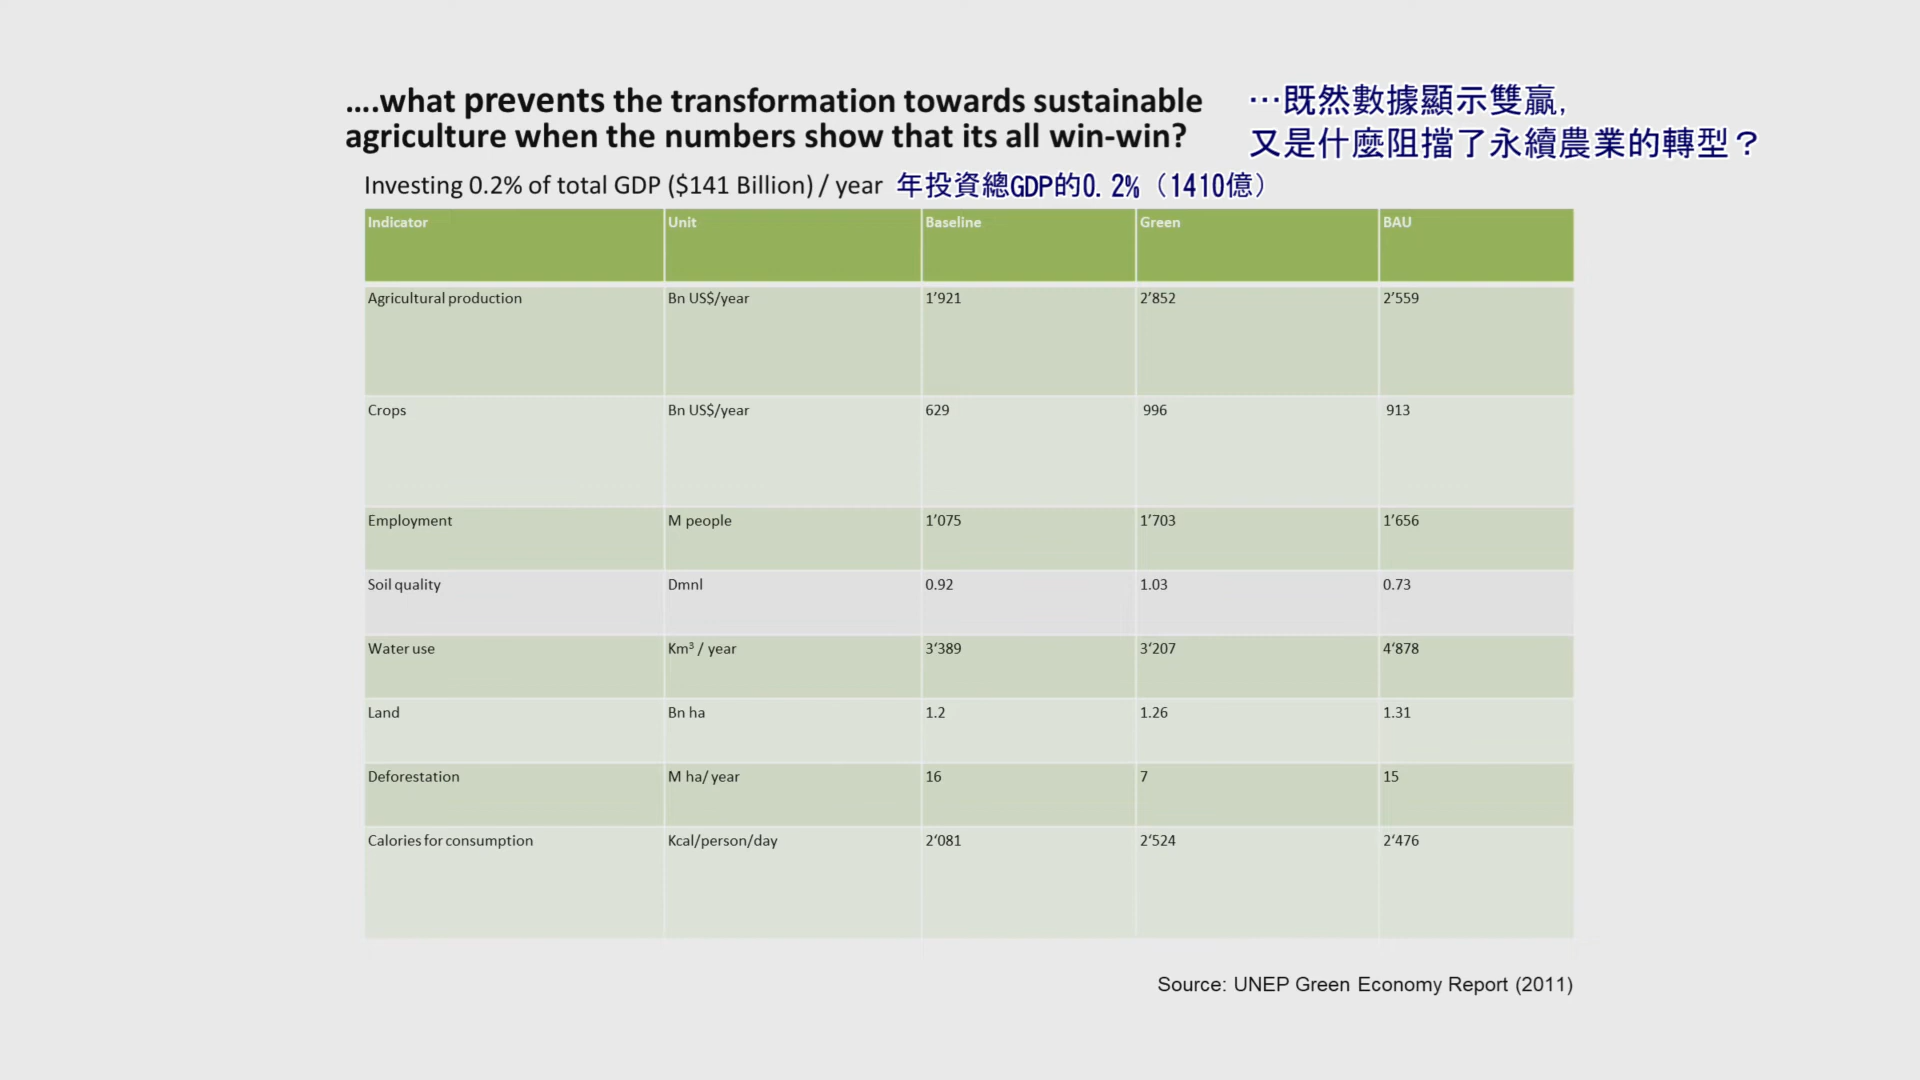 ….what prevents the transformation towards sustainable
agriculture when the numbers show that its all win-win?
…既然數據顯示雙贏,
又是什麼阻擋了永續農業的轉型？
Investing 0.2% of total GDP ($141 Billion) / year 年投資總GDP的0.2%（1410億）
Indicator Unit Baseline Green BAU
Agricultural production Bn US$/year 1’921 2’852 2’559
Crops Bn US$/year 629 996 913
Employment M people 1’075 1’703 1’656
Soil quality Dmnl 0.92 1.03 0.73
Water use Km³ / year 3‘389 3‘207 4‘878
Land Bn ha 1.2 1.26 1.31
Deforestation M ha/ year 16 7 15
Calories for consumption Kcal/person/day 2‘081 2‘524 2‘476
Source: UNEP Green Economy Report (2011)